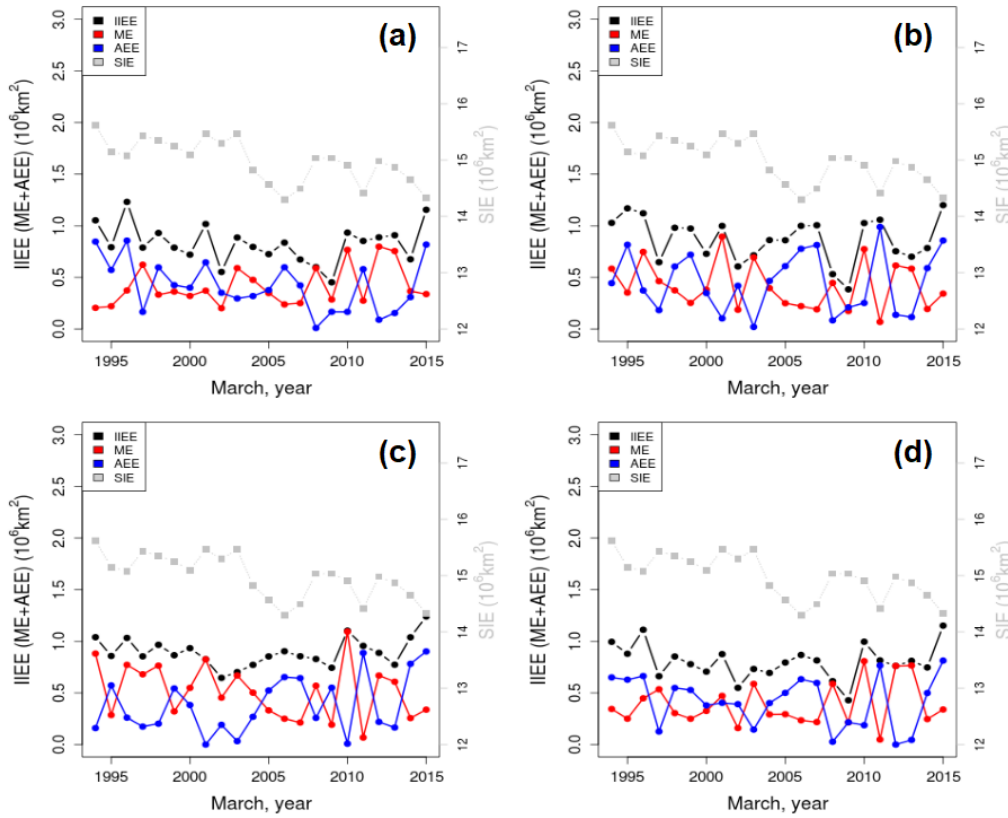 (a)
IIEE
ME
AEE
SIE
IIEE (ME+AEE) (10⁶km²)
0.0 0.5 1.0 1.5 2.0 2.5 3.0
SIE (10⁶km²)
12 13 14 15 16 17
1995 2000 2005 2010 2015
March, year
(b)
IIEE
ME
AEE
SIE
IIEE (ME+AEE) (10⁶km²)
0.0 0.5 1.0 1.5 2.0 2.5 3.0
SIE (10⁶km²)
12 13 14 15 16 17
1995 2000 2005 2010 2015
March, year
(c)
IIEE
ME
AEE
SIE
IIEE (ME+AEE) (10⁶km²)
0.0 0.5 1.0 1.5 2.0 2.5 3.0
SIE (10⁶km²)
12 13 14 15 16 17
1995 2000 2005 2010 2015
March, year
(d)
IIEE
ME
AEE
SIE
IIEE (ME+AEE) (10⁶km²)
0.0 0.5 1.0 1.5 2.0 2.5 3.0
SIE (10⁶km²)
12 13 14 15 16 17
1995 2000 2005 2010 2015
March, year